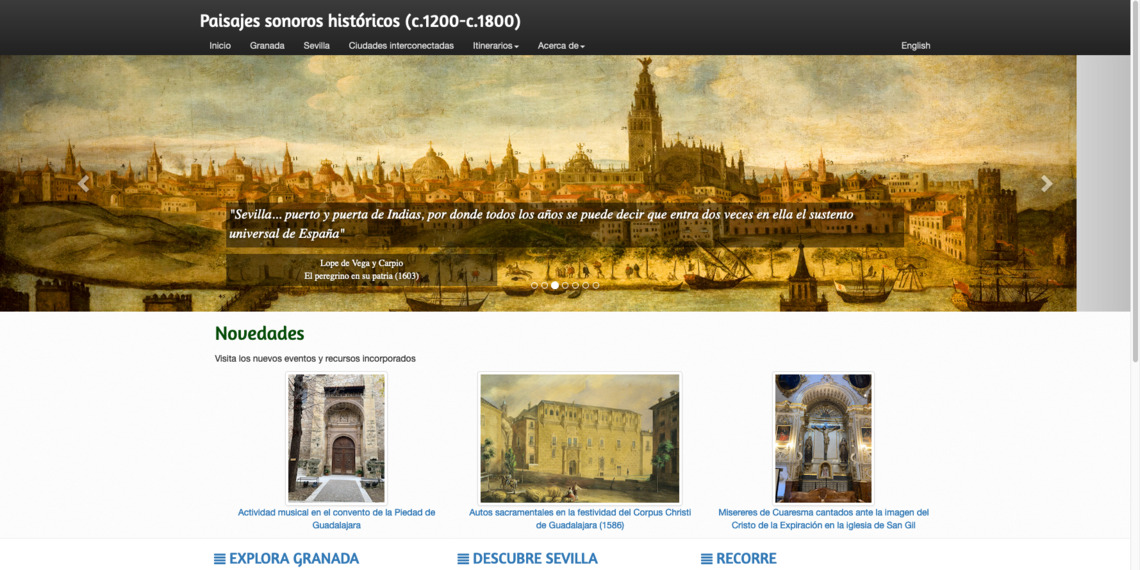 Paisajes sonoros históricos (c.1200-c.1800)
Inicio Granada Sevilla Ciudades interconectadas Itinerarios Acerca de English
"Sevilla... puerto y puerta de Indias, por donde todos los años se puede decir que entra dos veces en ella el sustento
universal de España"
Lope de Vega y Carpio
El peregrino en su patria (1603)
Novedades
Visita los nuevos eventos y recursos incorporados
Actividad musical en el convento de la Piedad de
Guadalajara
Autos sacramentales en la festividad del Corpus Christi
de Guadalajara (1586)
Misereres de Cuaresma cantados ante la imagen del
Cristo de la Expiración en la iglesia de San Gil
EXPLORA GRANADA
DESCUBRE SEVILLA
RECORRE